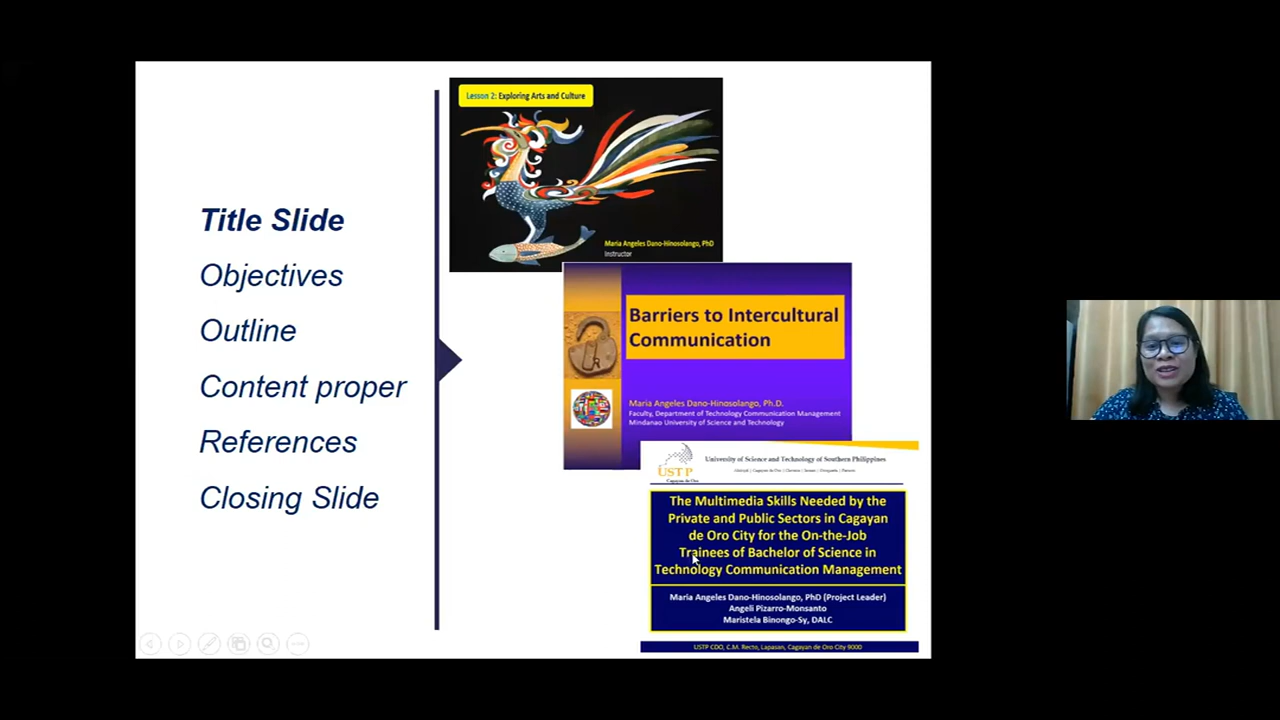 Title Slide
Objectives
Outline
Content proper
References
Closing Slide
Lesson 2: Exploring Arts and Culture
Maria Angeles Dano-Hinosolango, PhD
Instructor
Barriers to Intercultural
Communication
Maria Angeles Dano-Hinosolango, Ph.D.
Faculty, Department of Technology Communication Management
Mindanao University of Science and Technology
USTP
Cagayan de Oro
University of Science and Technology of Southern Philippines
The Multimedia Skills Needed by the
Private and Public Sectors in Cagayan
de Oro City for the On-the-Job
Trainees of Bachelor of Science in
Technology Communication Management
Maria Angeles Dano-Hinosolango, PhD (Project Leader)
Angeli Pizarro-Monsanto
Maristela Binongo-Sy, DALC
USTP CDO, C.M. Recto, Lapasan, Cagayan de Oro City 9000